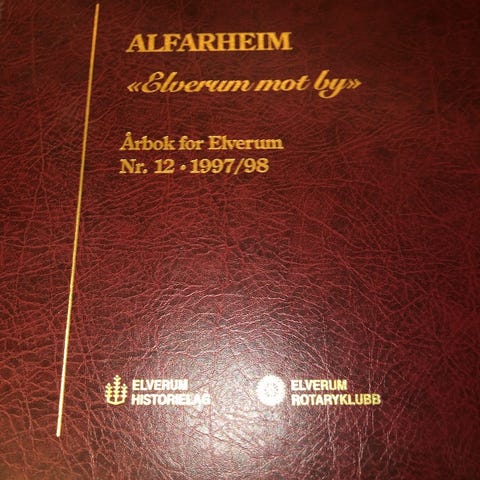 ALFARHEIM
«Elverum mot by»
Årbok for Elverum
Nr. 12 • 1997/98
ELVERUM
HISTORIELAG
ELVERUM
ROTARYKLUBB